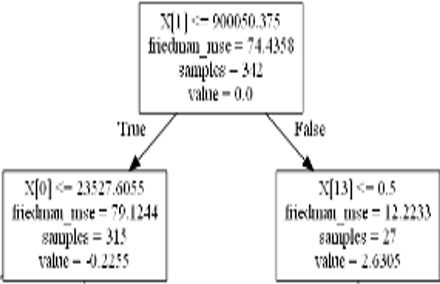 X[1] <= 900050.375
friedman_mse = 74.4358
samples = 342
value = 0.0
True
False
X[0] <= 23527.6055
friedman_mse = 79.1244
samples = 315
value = -0.2255
X[13] <= 0.5
friedman_mse = 12.2233
samples = 27
value = 2.6305